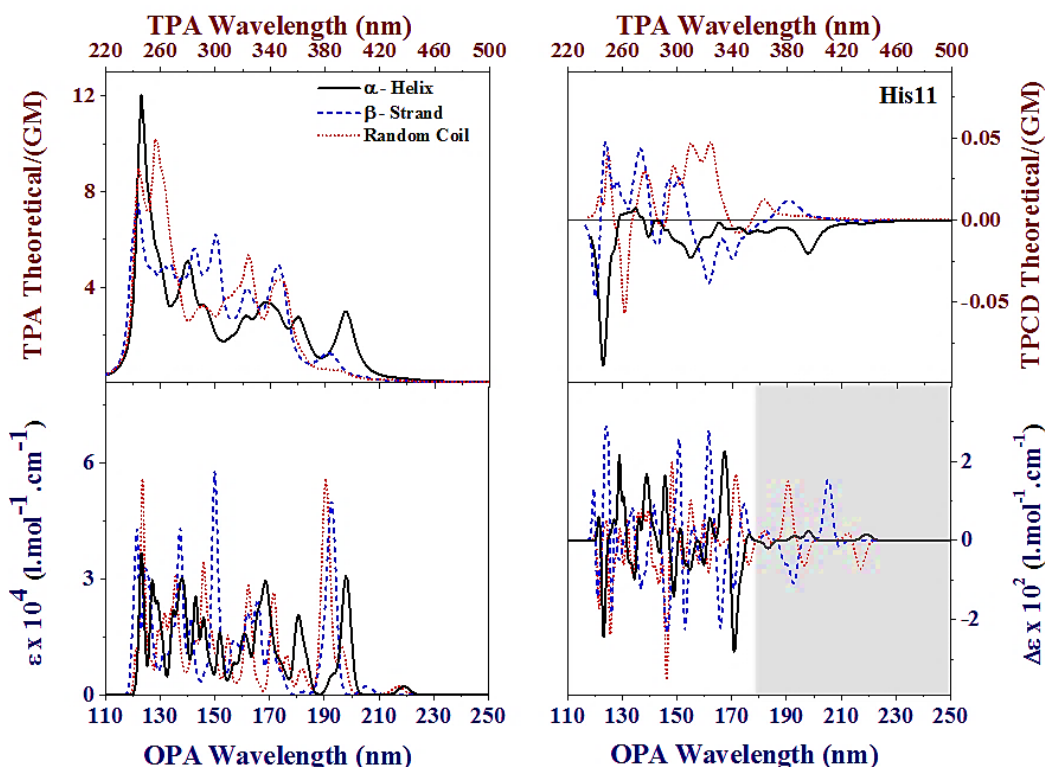 TPA Wavelength (nm)
220 260 300 340 380 420 460 500
12
8
4
TPA Theoretical/(GM)
α - Helix
β - Strand
Random Coil
TPA Wavelength (nm)
220 260 300 340 380 420 460 500
His11
0.05
0.00
-0.05
TPCD Theoretical/(GM)
6
3
0
ε x 10⁴ (l.mol⁻¹.cm⁻¹)
110 130 150 170 190 210 230 250
OPA Wavelength (nm)
2
0
-2
Δε x 10² (l.mol⁻¹.cm⁻¹)
110 130 150 170 190 210 230 250
OPA Wavelength (nm)